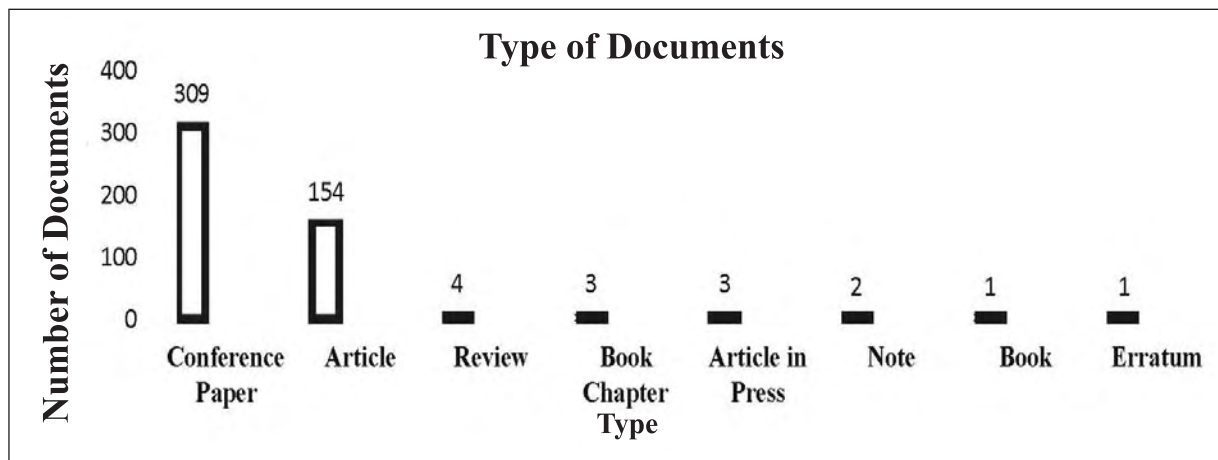 Type of Documents
Number of Documents
400
300
200
100
0
309
154
4
3
3
2
1
1
Conference Paper
Article
Review
Book Chapter
Article in Press
Note
Book
Erratum
Type